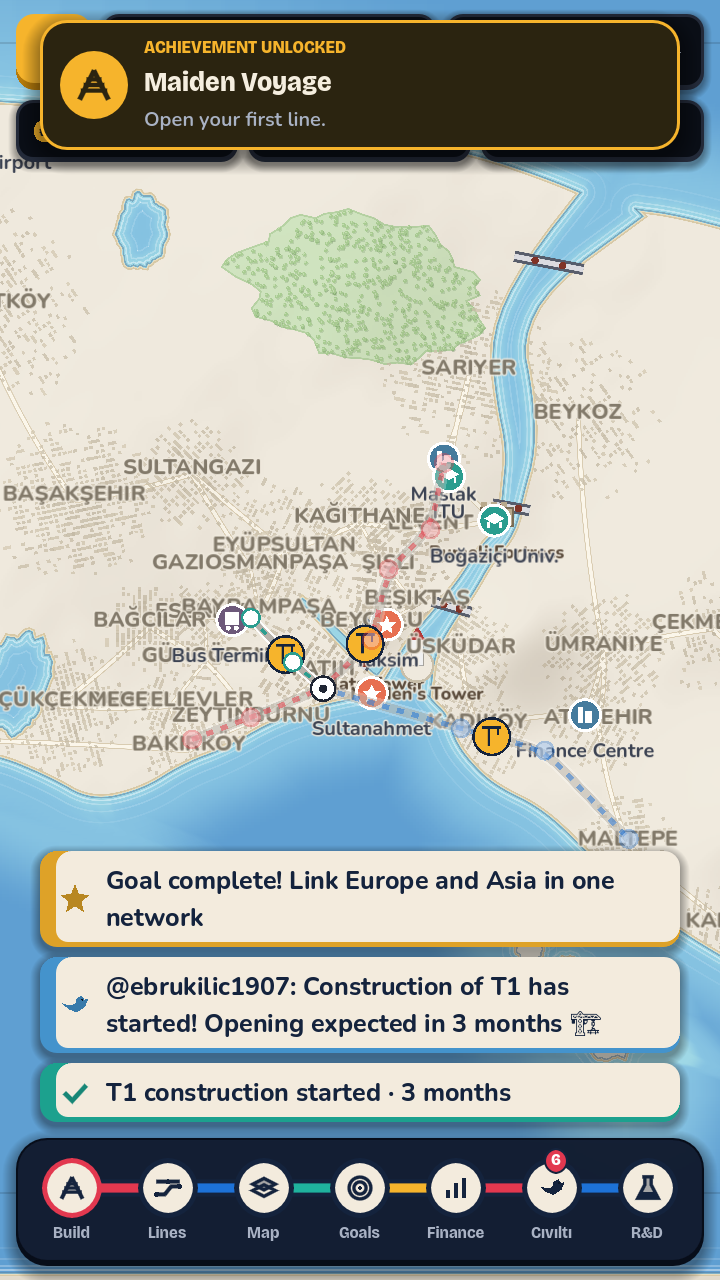 ACHIEVEMENT UNLOCKED
Maiden Voyage
Open your first line.
irport
TKÖY
SARIYER
BEYKOZ
SULTANGAZI
BAŞAKŞEHIR
Maslak
İTU
KAĞITHANE
EYÜPSULTAN
Boğaziçi Univ.
GAZIOSMANPAŞA
ŞIŞLI
BEŞIKTAŞ
BAYRAMPAŞA
BAĞCILAR
ÇEKME
ÜSKÜDAR
ÜMRANIYE
Bus Termi
Taksim
ÇÜKÇEKMEGE
ELIEVLER
's Tower
ZEYTINBURNU
KADIKÖY
Sultanahmet
BAKIRKÖY
Finance Centre
MALTEPE
Goal complete! Link Europe and Asia in one
network
KA
@ebrukilic1907: Construction of T1 has
started! Opening expected in 3 months
T1 construction started · 3 months
6
Build
Lines
Map
Goals
Finance
Cıvıltı
R&D